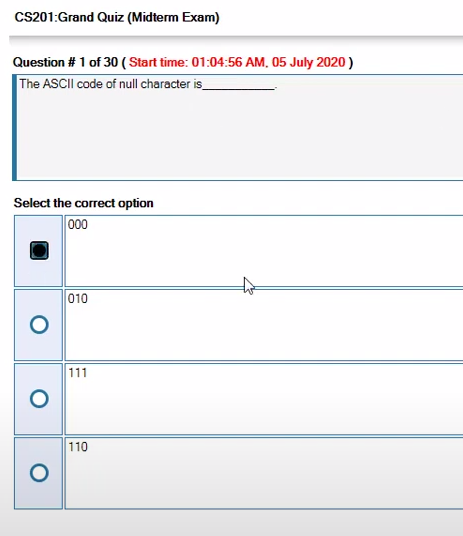 CS201:Grand Quiz (Midterm Exam)
Question # 1 of 30 ( Start time: 01:04:56 AM, 05 July 2020 )
The ASCII code of null character is____________.
Select the correct option
000
010
111
110